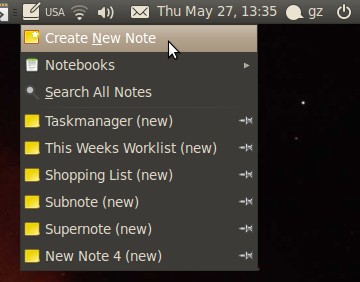 USA Thu May 27, 13:35 gz
Create New Note
Notebooks
Search All Notes
Taskmanager (new)
This Weeks Worklist (new)
Shopping List (new)
Subnote (new)
Supernote (new)
New Note 4 (new)